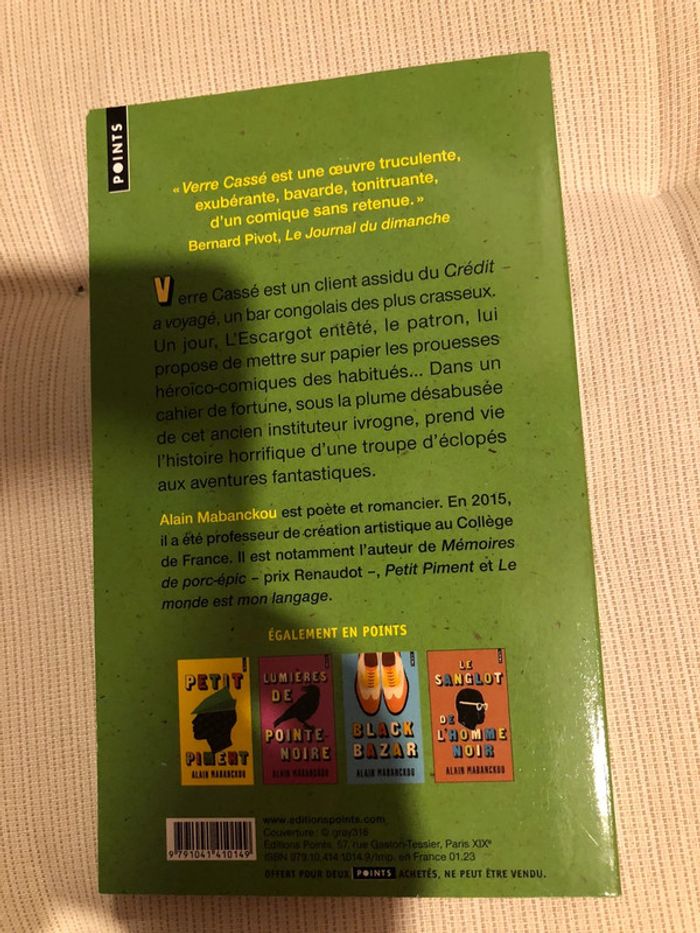 POINTS
« Verre Cassé est une œuvre truculente,
exubérante, bavarde, tonitruante,
d'un comique sans retenue. »
Bernard Pivot, Le Journal du dimanche
Verre Cassé est un client assidu du Crédit
a voyagé, un bar congolais des plus crasseux.
Un jour, L'Escargot entêté, le patron, lui
propose de mettre sur papier les prouesses
héroïco-comiques des habitués... Dans un
cahier de fortune, sous la plume désabusée
de cet ancien instituteur ivrogne, prend vie
l'histoire horrifique d'une troupe d'éclopés
aux aventures fantastiques.
Alain Mabanckou est poète et romancier. En 2015,
il a été professeur de création artistique au Collège
de France. Il est notamment l'auteur de Mémoires
de porc-épic – prix Renaudot –, Petit Piment et Le
monde est mon langage.
ÉGALEMENT EN POINTS
PETIT
PIMENT
ALAIN MABANCKOU
LUMIÈRES
DE
POINTE-
NOIRE
ALAIN MABANCKOU
BLACK
BAZAR
ALAIN MABANCKOU
LE
SANGLOT
DE
L'HOMME
NOIR
ALAIN MABANCKOU
9 791041 410149
www.editionspoints.com
Couverture : © gray318
Éditions Points, 57, rue Gaston-Tessier, Paris XIXe
ISBN 979.10.414.1014.9/Imp. en France 01.23
OFFERT POUR DEUX POINTS ACHETÉS, NE PEUT ÊTRE VENDU.